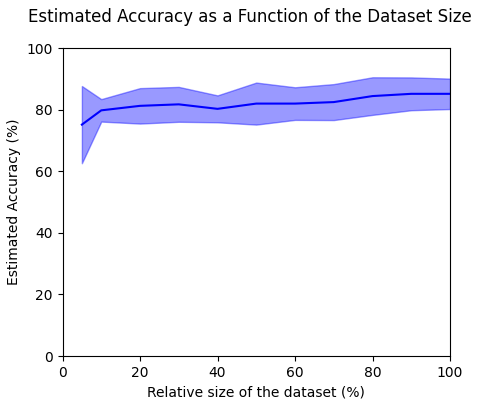 Estimated Accuracy as a Function of the Dataset Size
100
80
60
40
20
0
Estimated Accuracy (%)
0 20 40 60 80 100
Relative size of the dataset (%)